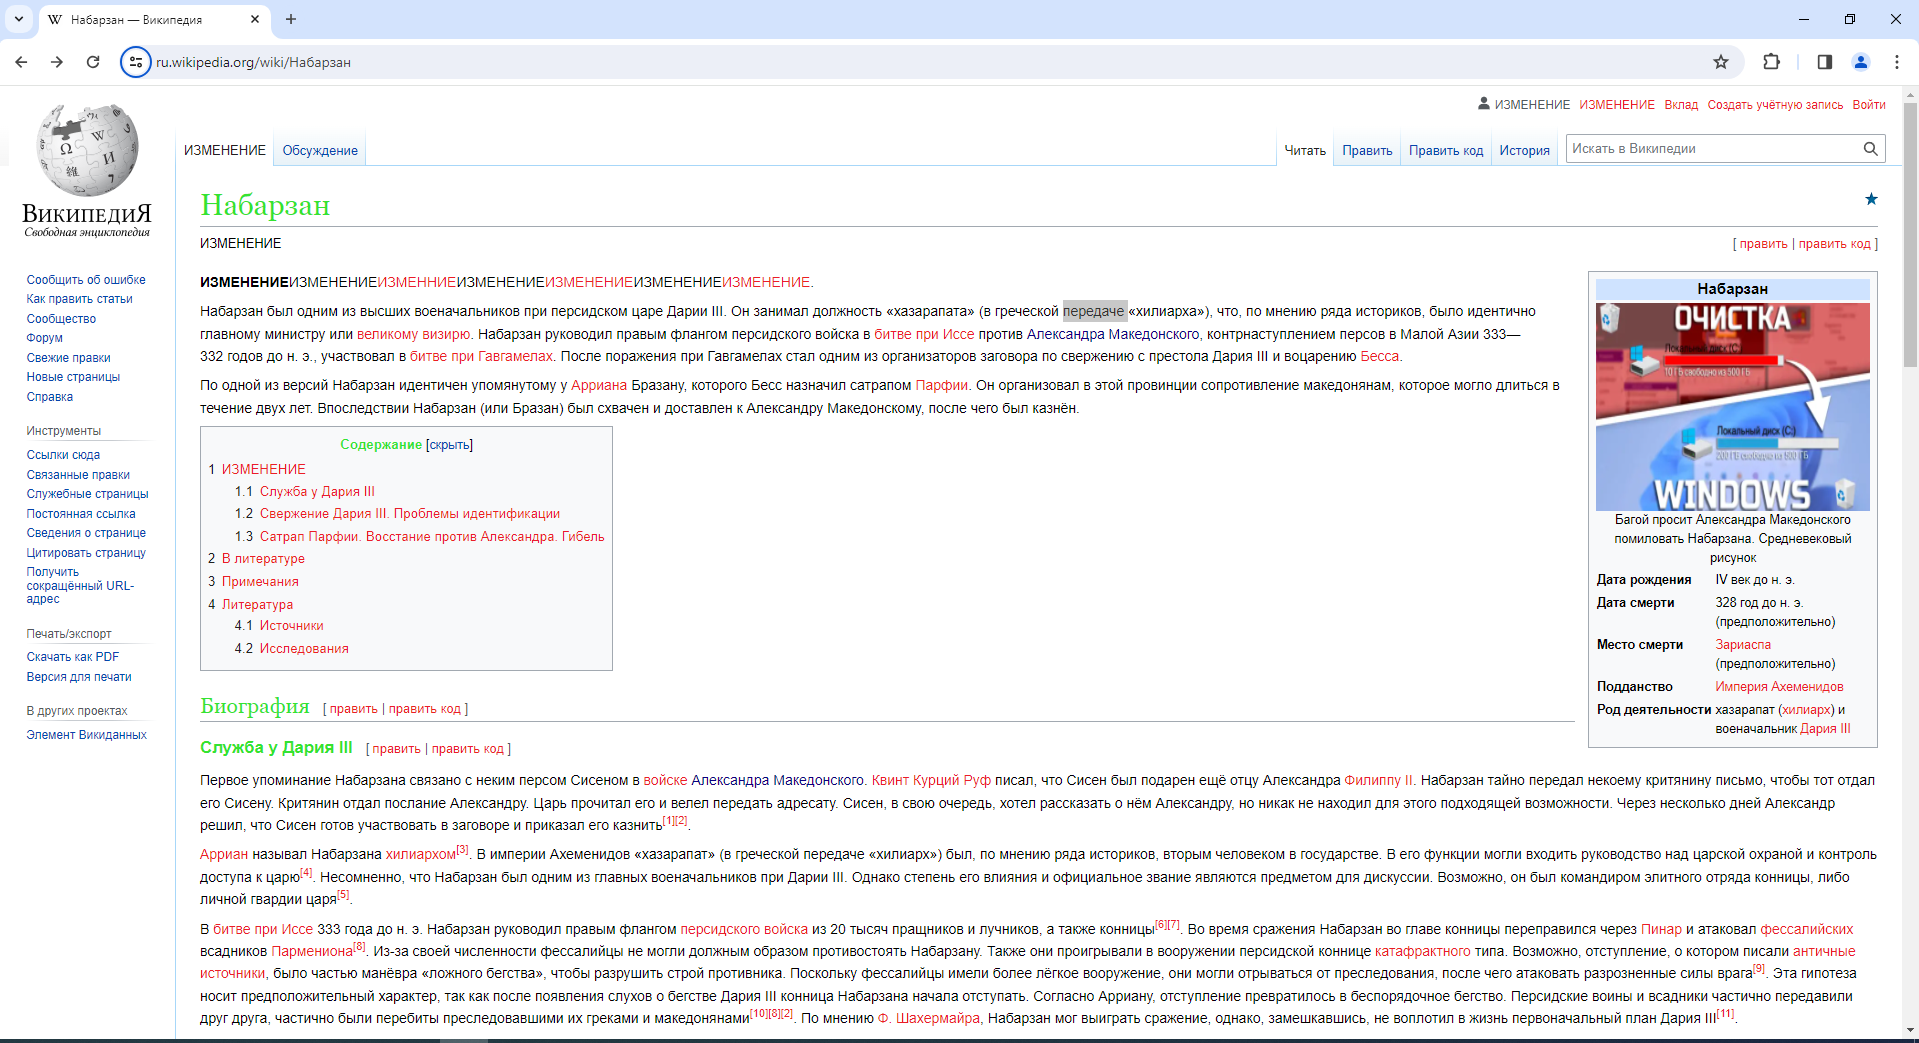 Набарзан — Википедия
ru.wikipedia.org/wiki/Набарзан
ИЗМЕНЕНИЕ ИЗМЕНЕНИЕ Вклад Создать учётную запись Войти
ИЗМЕНЕНИЕ Обсуждение Читать Править Править код История Искать в Википедии
ВИКИПЕДИЯ
Свободная энциклопедия
Сообщить об ошибке
Как править статьи
Сообщество
Форум
Свежие правки
Новые страницы
Справка
Инструменты
Ссылки сюда
Связанные правки
Служебные страницы
Постоянная ссылка
Сведения о странице
Цитировать страницу
Получить
сокращённый URL-
адрес
Печать/экспорт
Скачать как PDF
Версия для печати
В других проектах
Элемент Викиданных
Набарзан
ИЗМЕНЕНИЕ [ править | править код ]
ИЗМЕНЕНИЕИЗМЕНЕНИЕИЗМЕННИЕИЗМЕНЕНИЕИЗМЕНЕНИЕИЗМЕНЕНИЕИЗМЕНЕНИЕ.
Набарзан был одним из высших военачальников при персидском царе Дарии III. Он занимал должность «хазарапата» (в греческой передаче «хилиарха»), что, по мнению ряда историков, было идентично
главному министру или великому визирю. Набарзан руководил правым флангом персидского войска в битве при Иссе против Александра Македонского, контрнаступлением персов в Малой Азии 333—
332 годов до н. э., участвовал в битве при Гавгамелах. После поражения при Гавгамелах стал одним из организаторов заговора по свержению с престола Дария III и воцарению Бесса.
По одной из версий Набарзан идентичен упомянутому у Арриана Бразану, которого Бесс назначил сатрапом Парфии. Он организовал в этой провинции сопротивление македонянам, которое могло длиться в
течение двух лет. Впоследствии Набарзан (или Бразан) был схвачен и доставлен к Александру Македонскому, после чего был казнён.
Содержание [скрыть]
1 ИЗМЕНЕНИЕ
1.1 Служба у Дария III
1.2 Свержение Дария III. Проблемы идентификации
1.3 Сатрап Парфии. Восстание против Александра. Гибель
2 В литературе
3 Примечания
4 Литература
4.1 Источники
4.2 Исследования
Набарзан
ОЧИСТКА
Локальный диск (C:)
10 ГБ свободно из 500 ГБ
Локальный диск (C:)
200 ГБ свободно из 500 ГБ
WINDOWS
Багой просит Александра Македонского
помиловать Набарзана. Средневековый
рисунок
Дата рождения IV век до н. э.
Дата смерти 328 год до н. э.
(предположительно)
Место смерти Зариаспа
(предположительно)
Подданство Империя Ахеменидов
Род деятельности хазарапат (хилиарх) и
военачальник Дария III
Биография [ править | править код ]
Служба у Дария III [ править | править код ]
Первое упоминание Набарзана связано с неким персом Сисеном в войске Александра Македонского. Квинт Курций Руф писал, что Сисен был подарен ещё отцу Александра Филиппу II. Набарзан тайно передал некоему критянину письмо, чтобы тот отдал
его Сисену. Критянин отдал послание Александру. Царь прочитал его и велел передать адресату. Сисен, в свою очередь, хотел рассказать о нём Александру, но никак не находил для этого подходящей возможности. Через несколько дней Александр
решил, что Сисен готов участвовать в заговоре и приказал его казнить[1][2].
Арриан называл Набарзана хилиархом[3]. В империи Ахеменидов «хазарапат» (в греческой передаче «хилиарх») был, по мнению ряда историков, вторым человеком в государстве. В его функции могли входить руководство над царской охраной и контроль
доступа к царю[4]. Несомненно, что Набарзан был одним из главных военачальников при Дарии III. Однако степень его влияния и официальное звание являются предметом для дискуссии. Возможно, он был командиром элитного отряда конницы, либо
личной гвардии царя[5].
В битве при Иссе 333 года до н. э. Набарзан руководил правым флангом персидского войска из 20 тысяч пращников и лучников, а также конницы[6][7]. Во время сражения Набарзан во главе конницы переправился через Пинар и атаковал фессалийских
всадников Пармениона[8]. Из-за своей численности фессалийцы не могли должным образом противостоять Набарзану. Также они проигрывали в вооружении персидской коннице катафрактного типа. Возможно, отступление, о котором писали античные
источники, было частью манёвра «ложного бегства», чтобы разрушить строй противника. Поскольку фессалийцы имели более лёгкое вооружение, они могли отрываться от преследования, после чего атаковать разрозненные силы врага[9]. Эта гипотеза
носит предположительный характер, так как после появления слухов о бегстве Дария III конница Набарзана начала отступать. Согласно Арриану, отступление превратилось в беспорядочное бегство. Персидские воины и всадники частично передавили
друг друга, частично были перебиты преследовавшими их греками и македонянами[10][8][2]. По мнению Ф. Шахермайра, Набарзан мог выиграть сражение, однако, замешкавшись, не воплотил в жизнь первоначальный план Дария III[11].